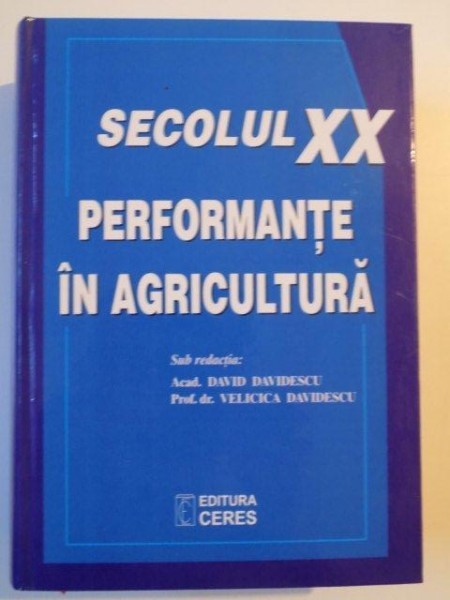 SECOLUL XX
PERFORMANȚE
ÎN AGRICULTURĂ
Sub redacția:
Acad. DAVID DAVIDESCU
Prof. dr. VELICICA DAVIDESCU
EDITURA
CERES